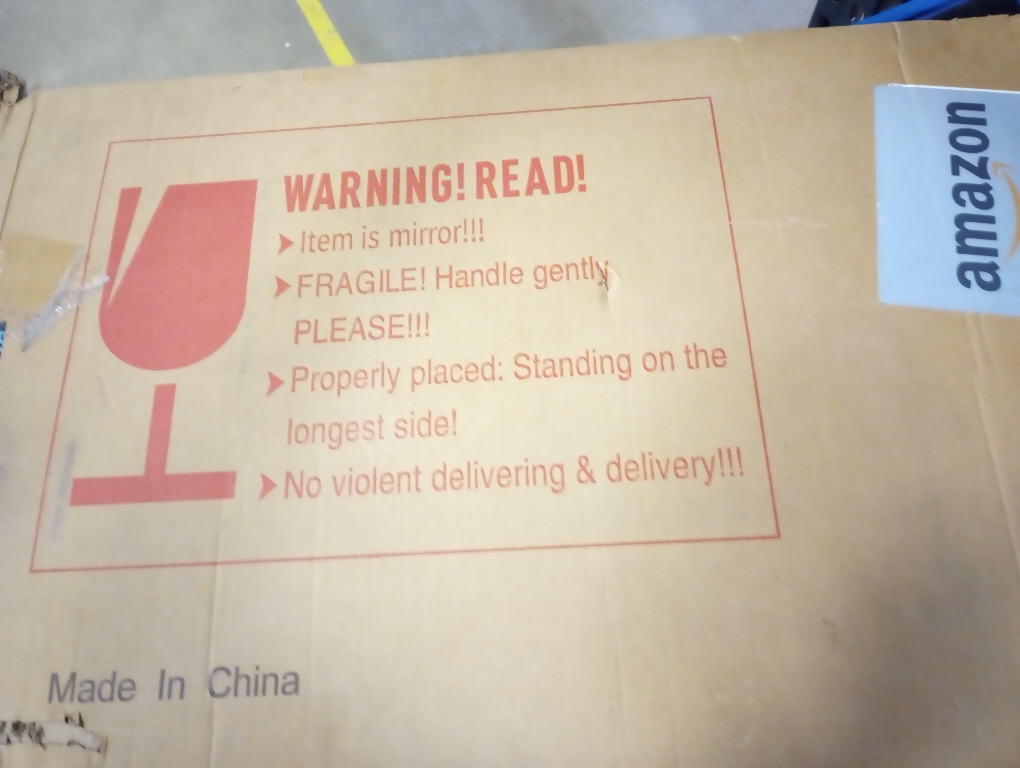 WARNING! READ!
➤ Item is mirror!!!
➤ FRAGILE! Handle gently
PLEASE!!!
➤ Properly placed: Standing on the
longest side!
➤ No violent delivering & delivery!!!
amazon
Made In China